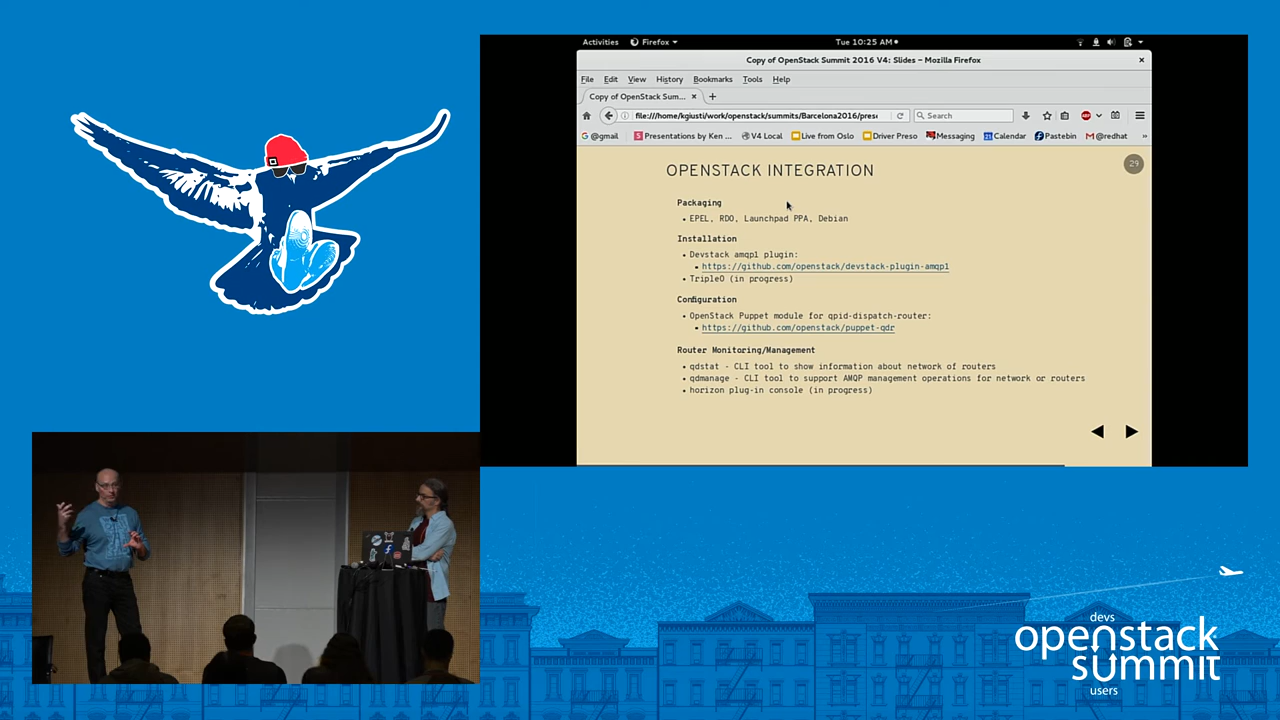 Activities Firefox Tue 10:25 AM
Copy of OpenStack Summit 2016 V4: Slides – Mozilla Firefox
File Edit View History Bookmarks Tools Help
Copy of OpenStack Sum...
file:///home/kgiusti/work/openstack/summits/Barcelona2016/pres Search
@gmail Presentations by Ken ... V4 Local Live from Oslo Driver Preso Messaging Calendar Pastebin M@redhat
OPENSTACK INTEGRATION
29
Packaging
• EPEL, RDO, Launchpad PPA, Debian
Installation
• Devstack amqp1 plugin:
▪ https://github.com/openstack/devstack-plugin-amqp1
• TripleO (in progress)
Configuration
• OpenStack Puppet module for qpid-dispatch-router:
▪ https://github.com/openstack/puppet-qdr
Router Monitoring/Management
• qdstat - CLI tool to show information about network of routers
• qdmanage - CLI tool to support AMQP management operations for network or routers
• horizon plug-in console (in progress)
devs
openstack
summit
users